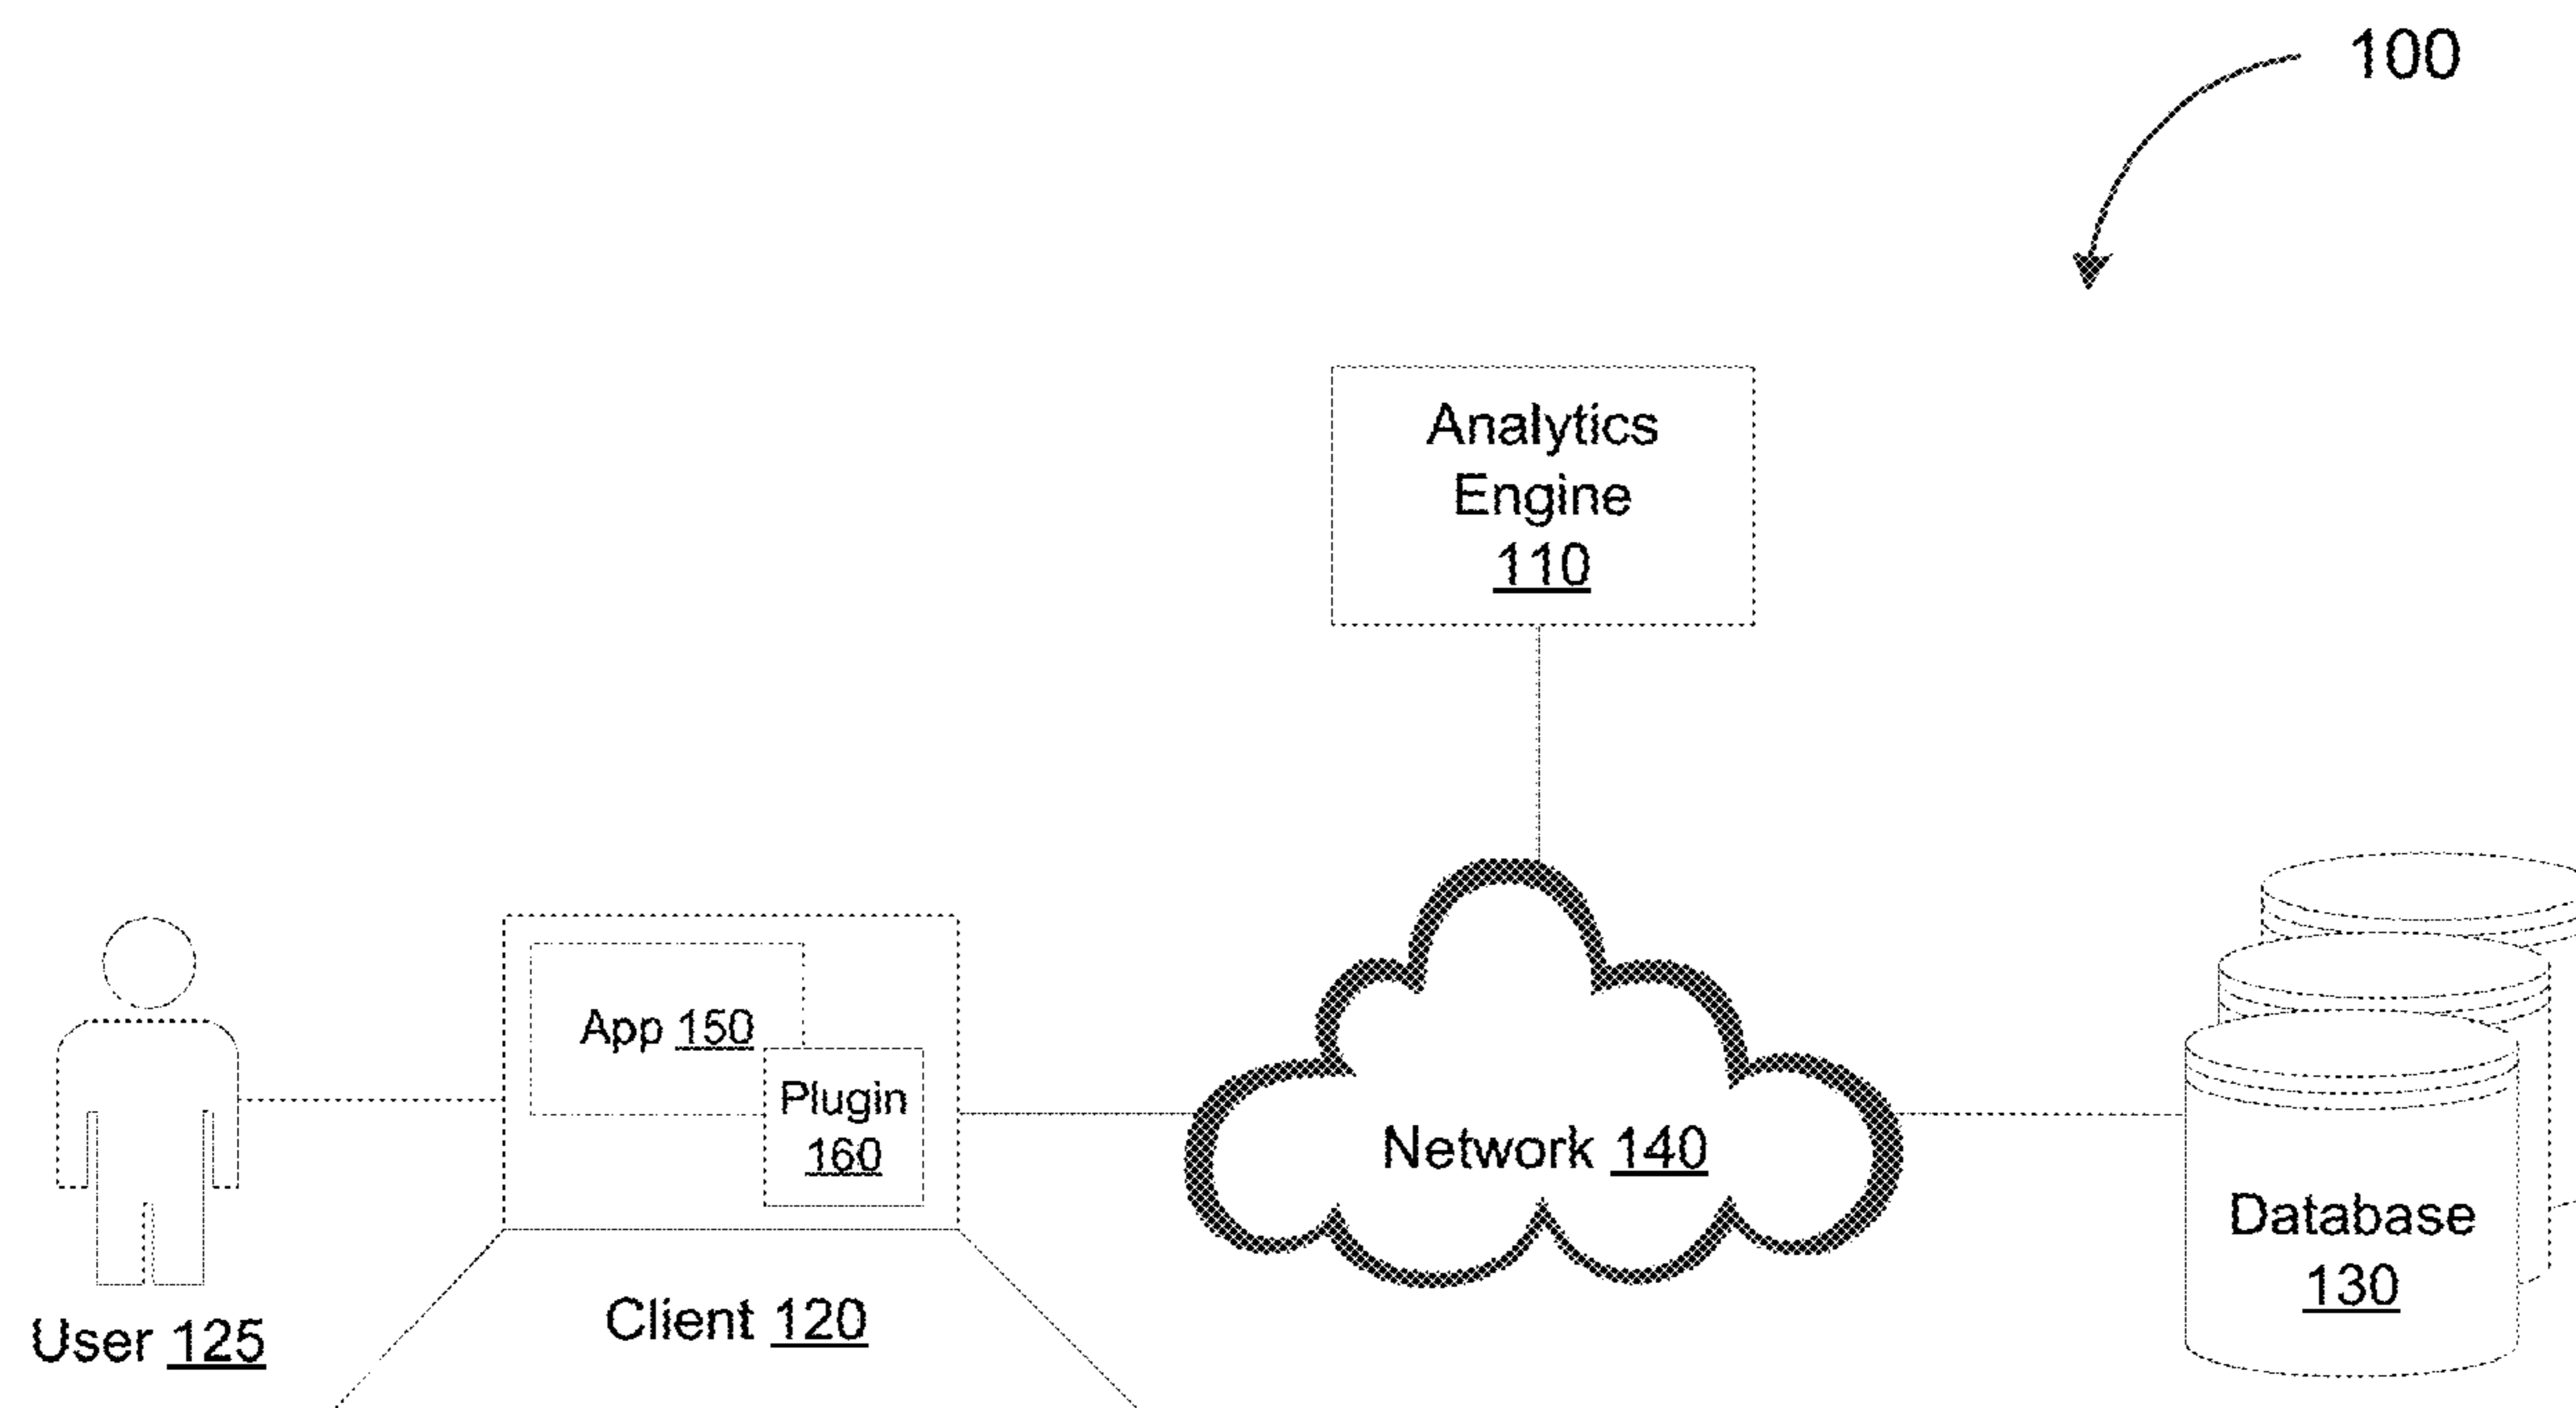 100
Analytics
Engine
110
App 150
Plugin
160
Network 140
Database
130
Client 120
User 125